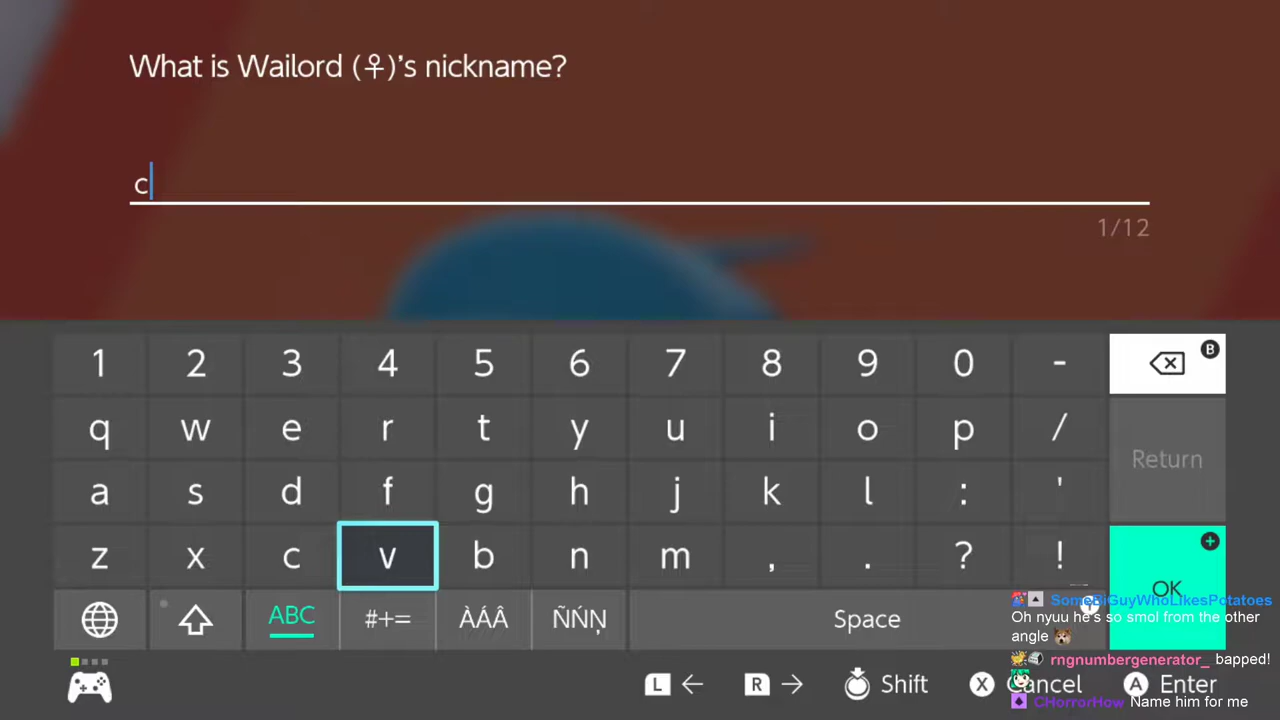 What is Wailord (♀)'s nickname?
c
1/12
1 2 3 4 5 6 7 8 9 0 - B
q w e r t y u i o p /
Return
a s d f g h j k l : '
z x c v b n m , . ? ! OK
ABC #+= ÀÁÂ ÑŃŅ Space
SomeBiGuyWhoLikesPotatoes
Oh nyuu he's so smol from the other
angle
rngnumbergenerator_ bapped!
L ← R → Shift X Cancel A Enter
CHorrorHow Name him for me